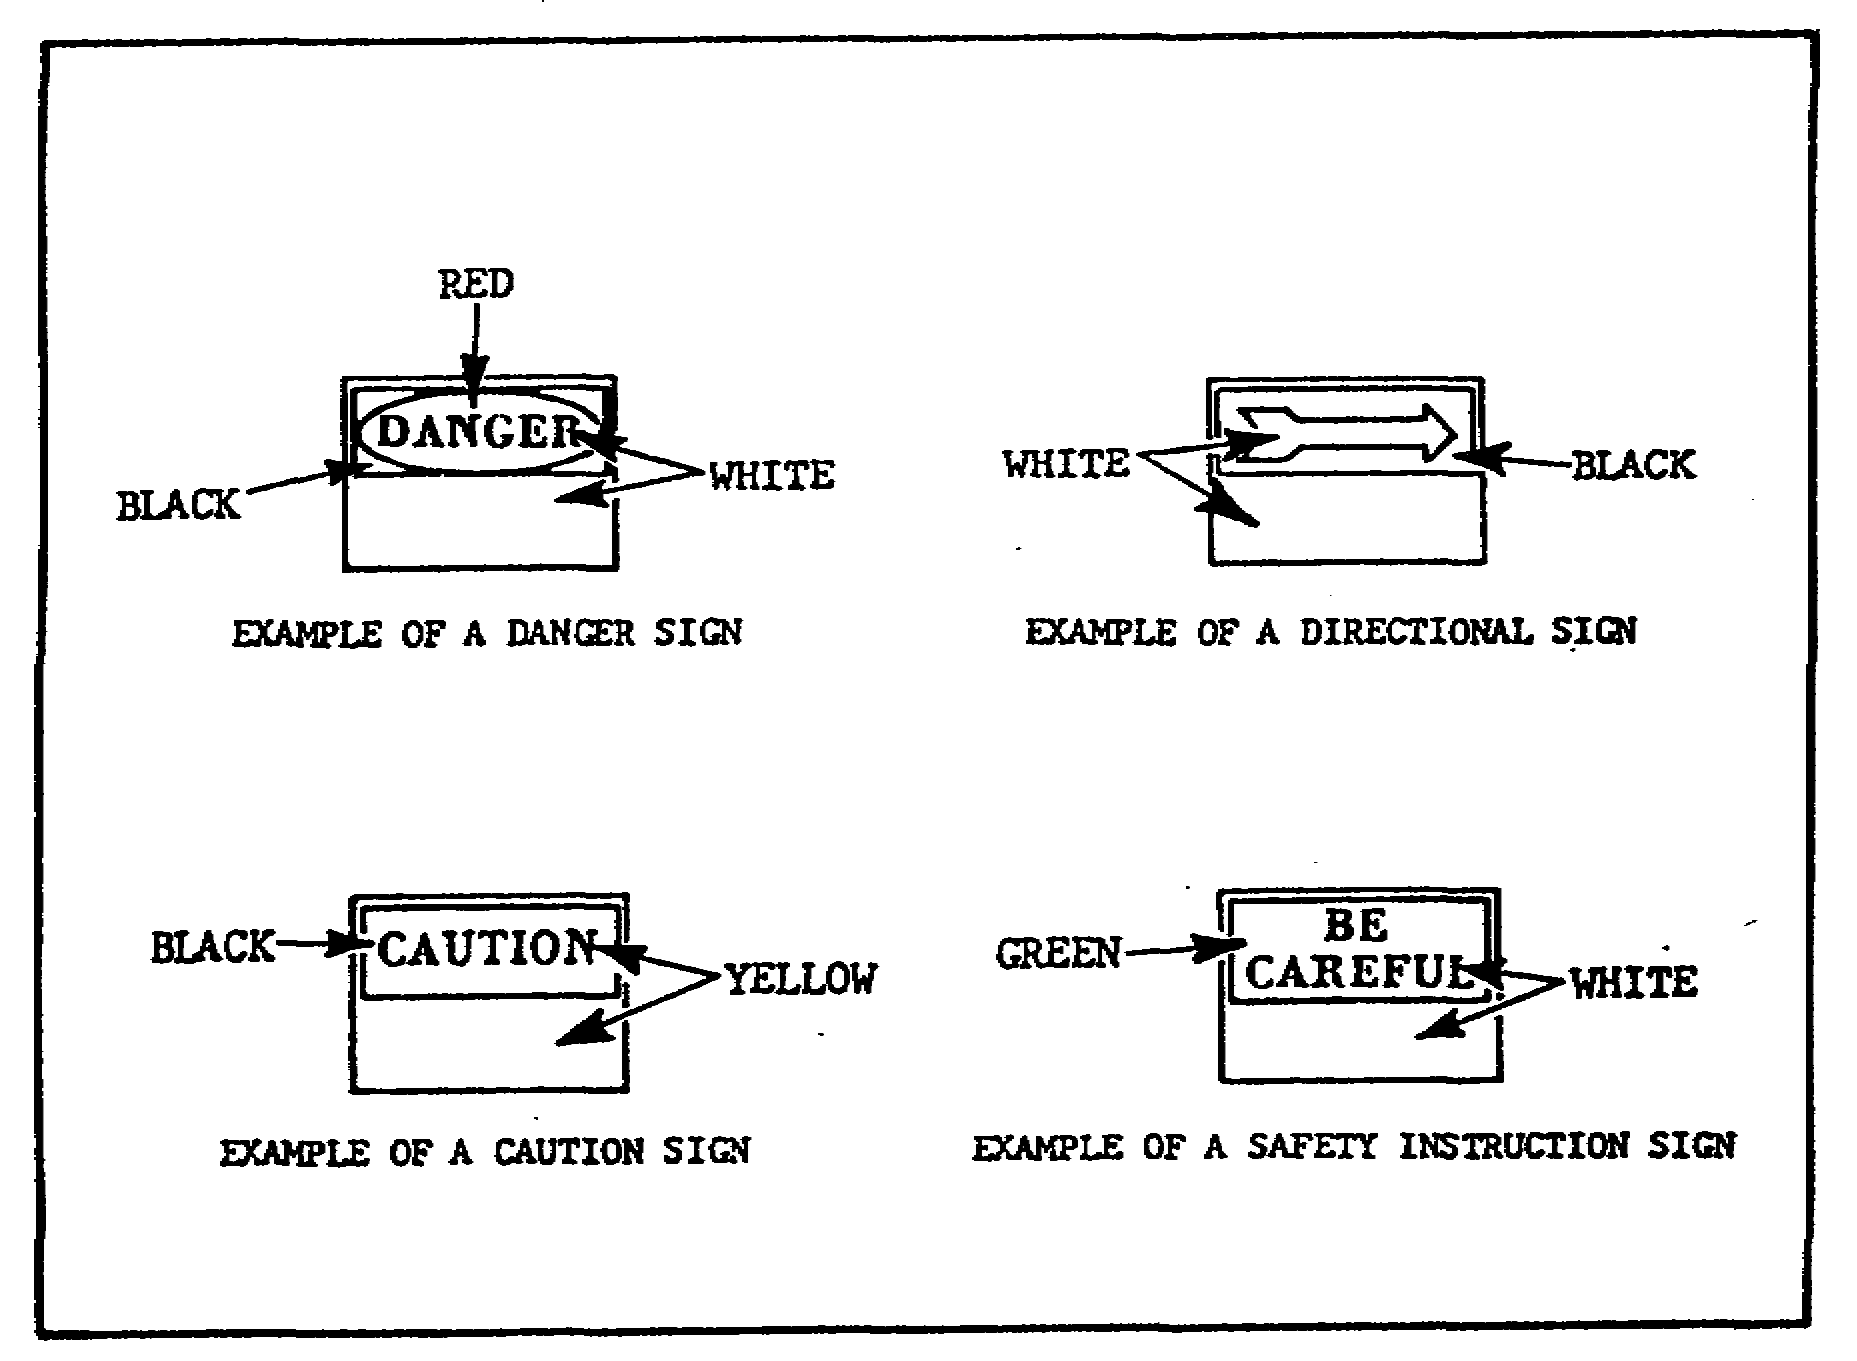 RED
DANGER
WHITE
BLACK
EXAMPLE OF A DANGER SIGN
WHITE
BLACK
EXAMPLE OF A DIRECTIONAL SIGN
BLACK
CAUTION
YELLOW
EXAMPLE OF A CAUTION SIGN
GREEN
BE
CAREFUL
WHITE
EXAMPLE OF A SAFETY INSTRUCTION SIGN